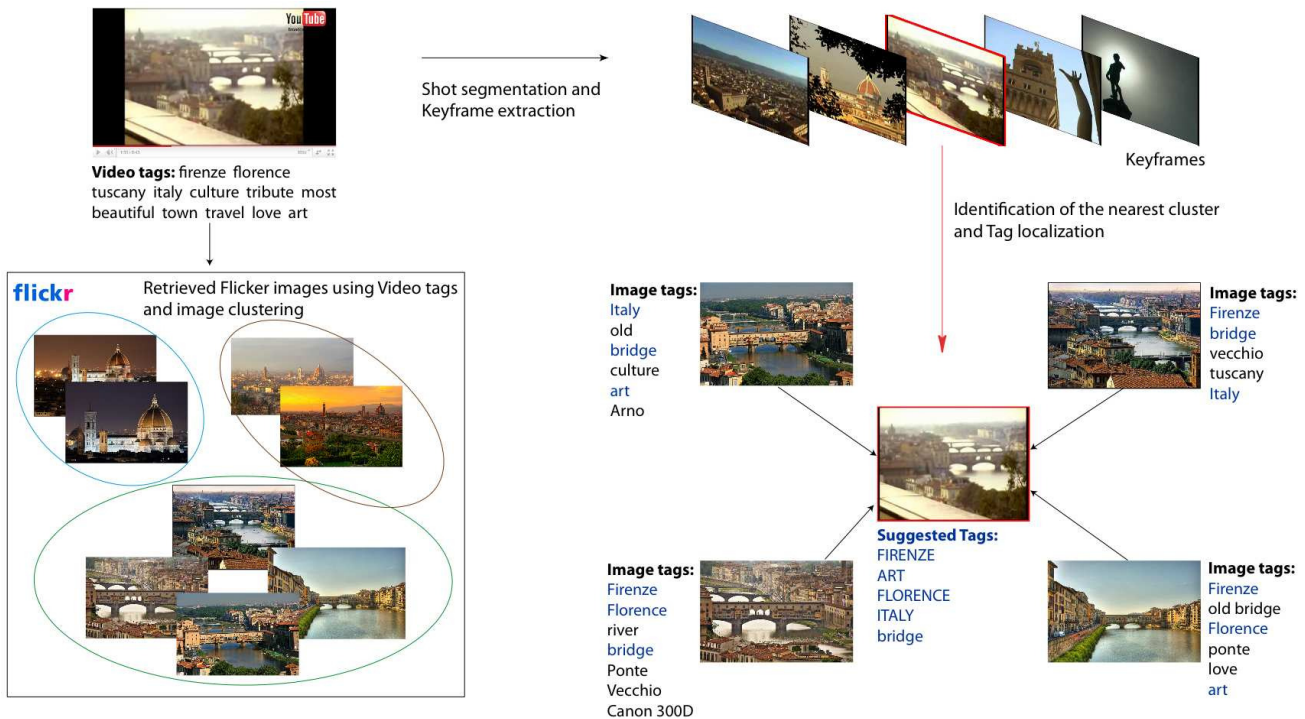 You Tube
Shot segmentation and
Keyframe extraction
Keyframes
Video tags: firenze florence
tuscany italy culture tribute most
beautiful town travel love art
Identification of the nearest cluster
and Tag localization
flickr
Retrieved Flicker images using Video tags
and image clustering
Image tags:
Italy
old
bridge
culture
art
Arno
Image tags:
Firenze
bridge
vecchio
tuscany
Italy
Suggested Tags:
FIRENZE
ART
FLORENCE
ITALY
bridge
Image tags:
Firenze
Florence
river
bridge
Ponte
Vecchio
Canon 300D
Image tags:
Firenze
old bridge
Florence
ponte
love
art